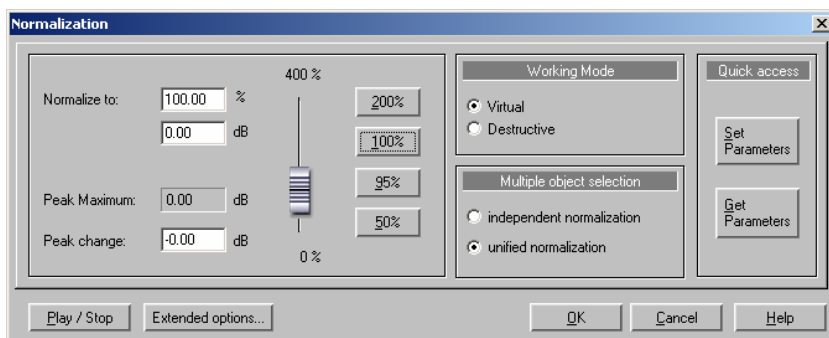 Normalization
Normalize to:
100.00 %
0.00 dB
Peak Maximum:
0.00 dB
Peak change:
-0.00 dB
400 %
0 %
200%
100%
95%
50%
Working Mode
Virtual
Destructive
Multiple object selection
independent normalization
unified normalization
Quick access
Set
Parameters
Get
Parameters
Play / Stop
Extended options...
OK
Cancel
Help